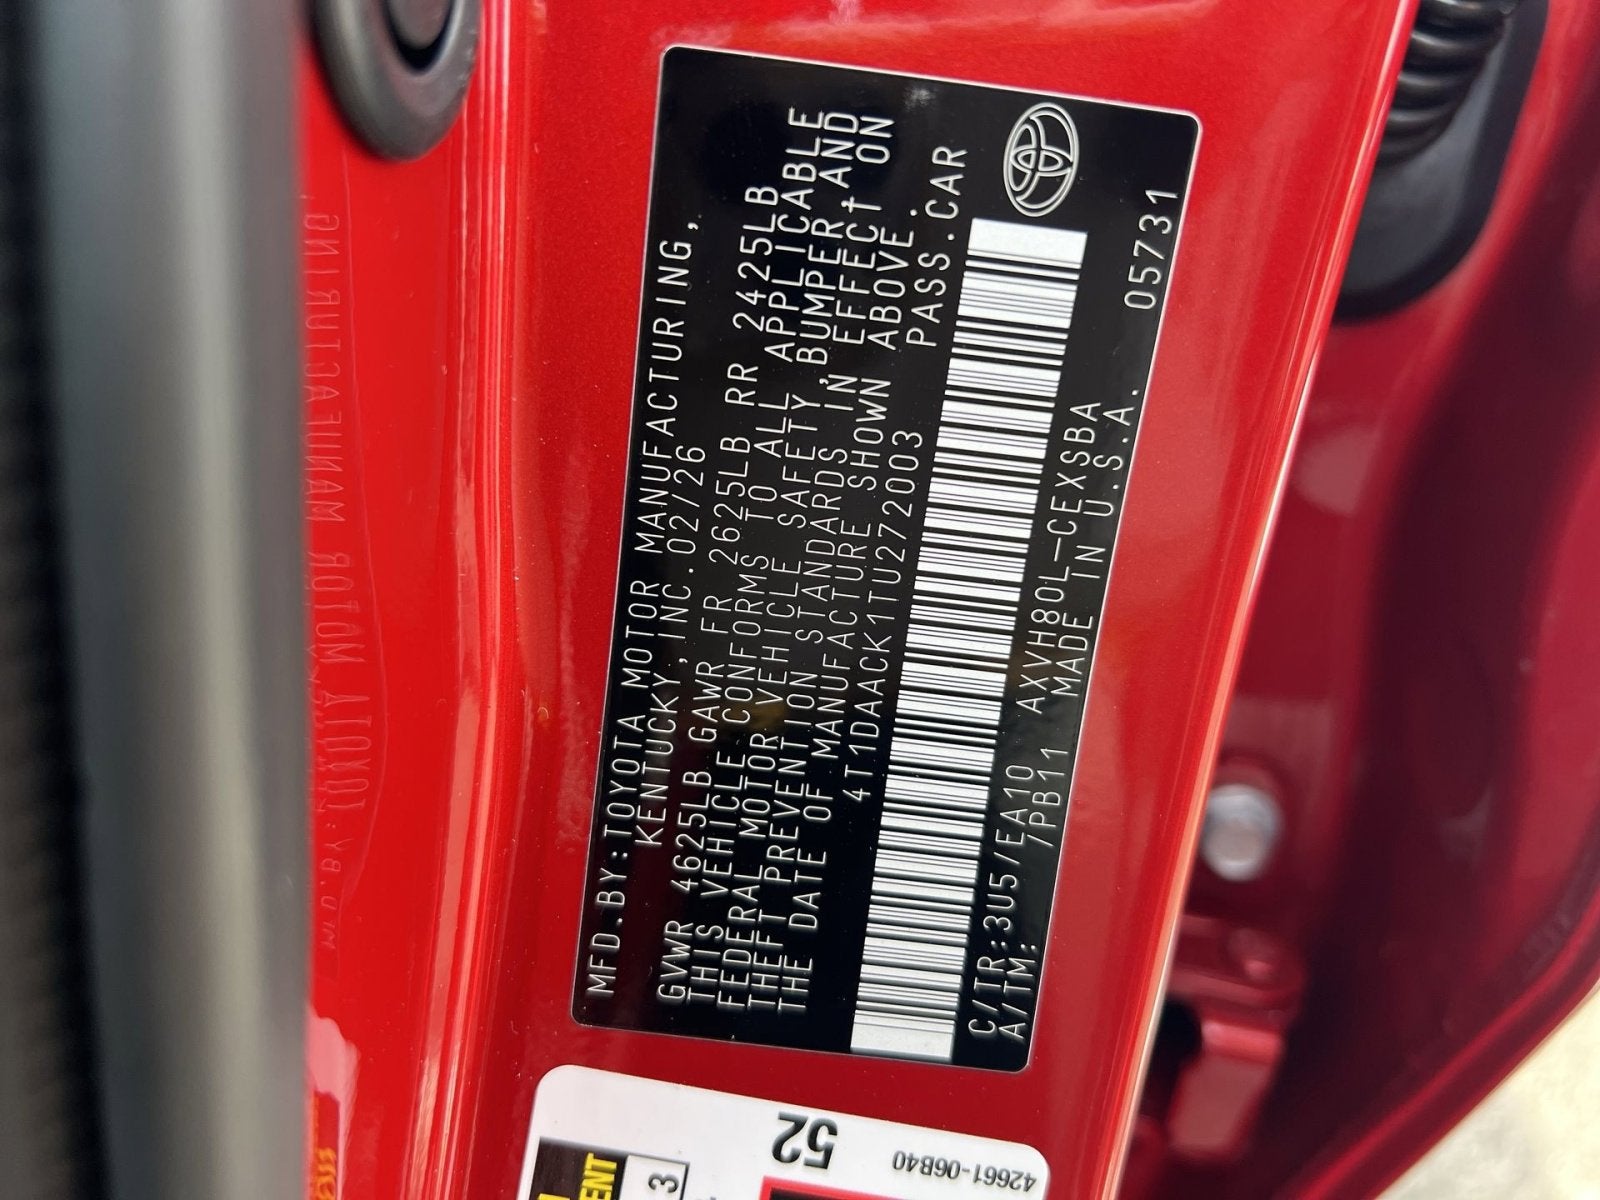 MFD.BY:TOYOTA MOTOR MANUFACTURING,
KENTUCKY,INC.02/26
GVWR 4625LB GAWR FR 2625LB RR 2425LB
THIS VEHICLE CONFORMS TO ALL APPLICABLE
FEDERAL MOTOR VEHICLE SAFETY,BUMPER,AND
THEFT PREVENTION STANDARDS IN EFFECT ON
THE DATE OF MANUFACTURE SHOWN ABOVE.
4T1DAACK1TU272003 PASS.CAR
C/TR:3U5/EA10 AXVH80L-CEXSBA
A/TM: /PB11 MADE IN U.S.A. 05731
52
42661-06B40
3